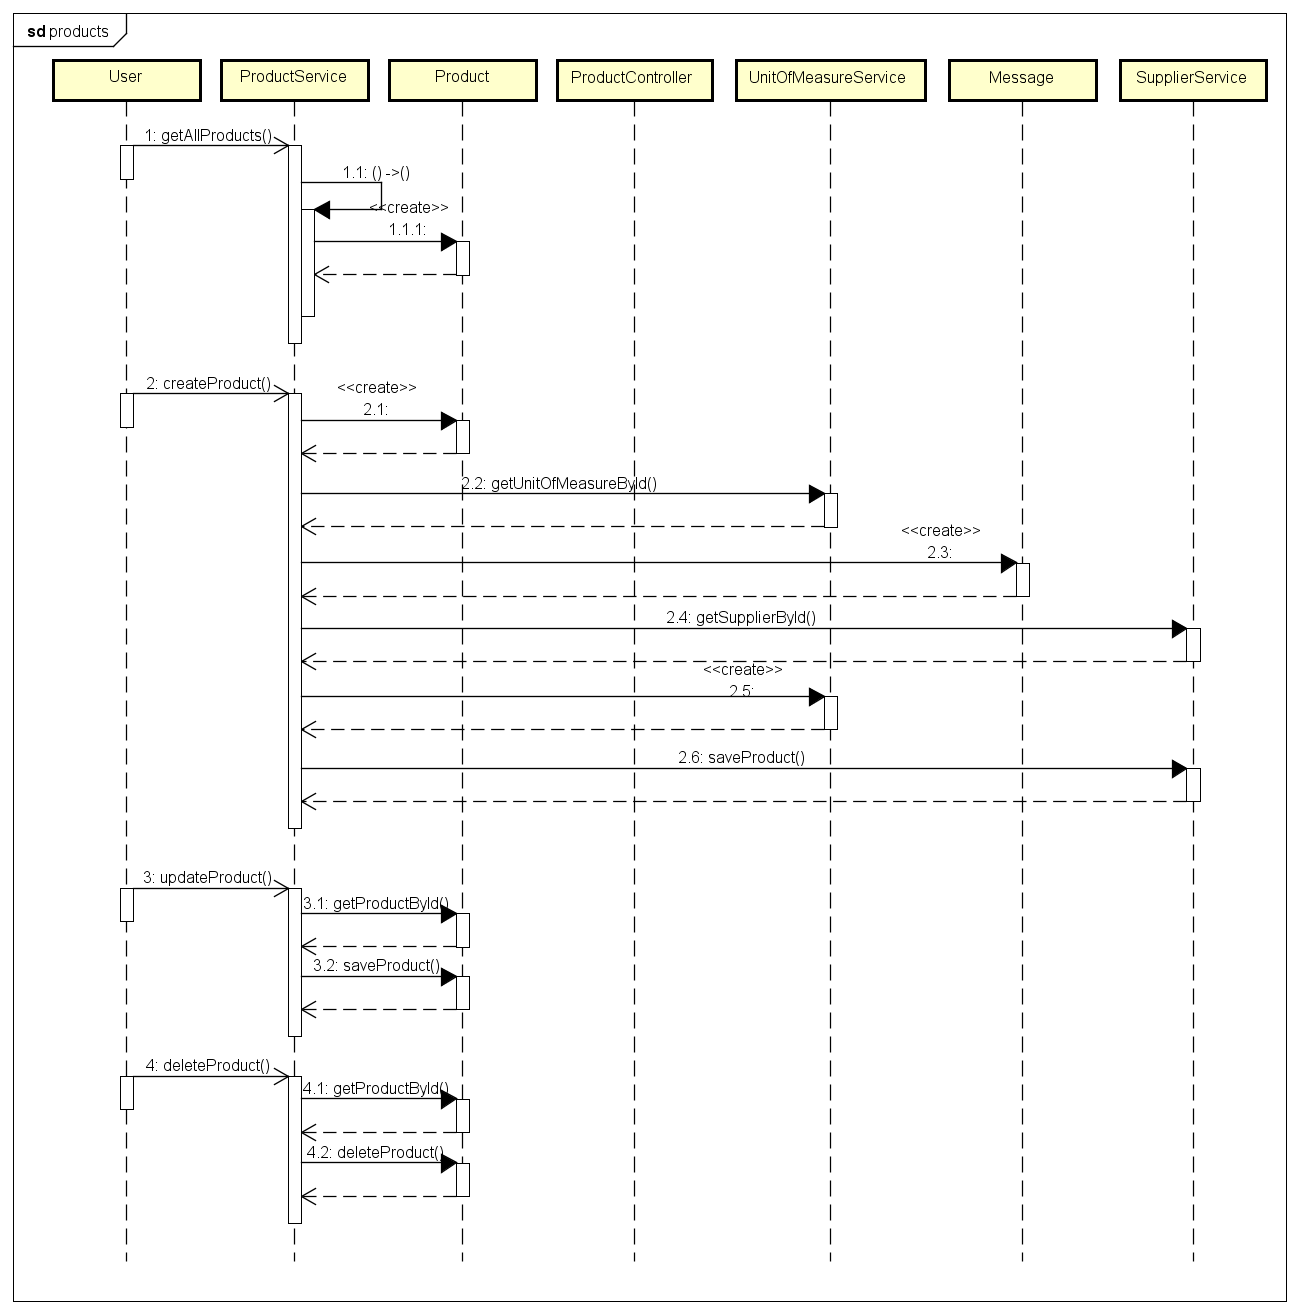 sd products
User
ProductService
Product
ProductController
UnitOfMeasureService
Message
SupplierService
1: getAllProducts()
1.1: () ->()
<<create>>
1.1.1:
2: createProduct()
<<create>>
2.1:
2.2: getUnitOfMeasureById()
<<create>>
2.3:
2.4: getSupplierById()
<<create>>
2.5:
2.6: saveProduct()
3: updateProduct()
3.1: getProductById()
3.2: saveProduct()
4: deleteProduct()
4.1: getProductById()
4.2: deleteProduct()